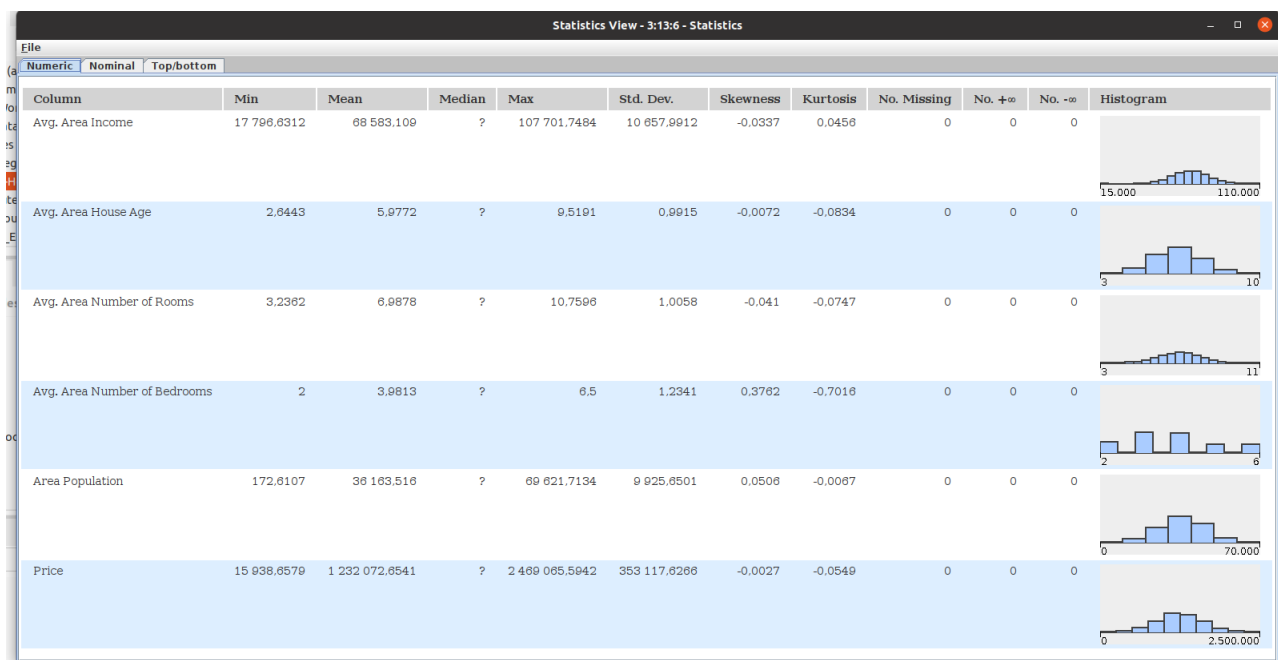 Statistics View - 3:13:6 - Statistics
File
Numeric Nominal Top/bottom
Column Min Mean Median Max Std. Dev. Skewness Kurtosis No. Missing No. +∞ No. -∞ Histogram
Avg. Area Income 17 796,6312 68 583,109 ? 107 701,7484 10 657,9912 -0,0337 0,0456 0 0 0
15.000 110.000
Avg. Area House Age 2,6443 5,9772 ? 9,5191 0,9915 -0,0072 -0,0834 0 0 0
3 10
Avg. Area Number of Rooms 3,2362 6,9878 ? 10,7596 1,0058 -0,041 -0,0747 0 0 0
3 11
Avg. Area Number of Bedrooms 2 3,9813 ? 6,5 1,2341 0,3762 -0,7016 0 0 0
2 6
Area Population 172,6107 36 163,516 ? 69 621,7134 9 925,6501 0,0506 -0,0067 0 0 0
0 70.000
Price 15 938,6579 1 232 072,6541 ? 2 469 065,5942 353 117,6266 -0,0027 -0,0549 0 0 0
0 2.500.000